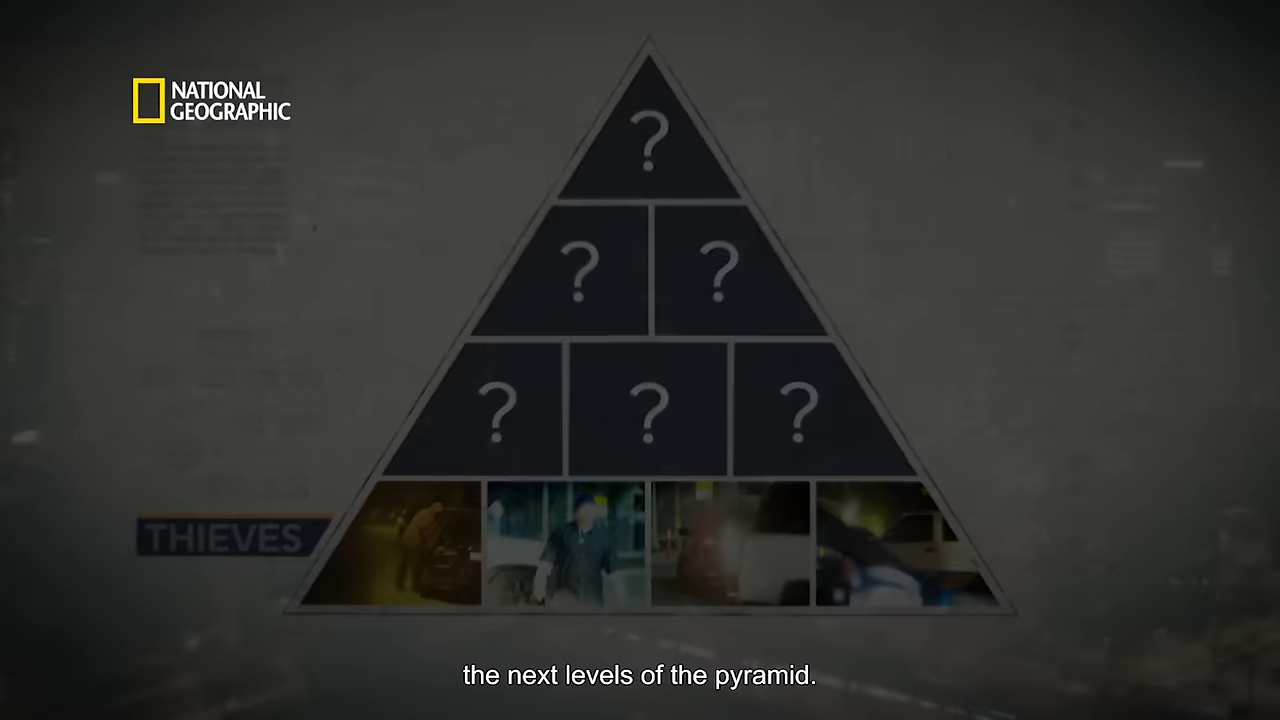 NATIONAL
GEOGRAPHIC
?
? ?
? ? ?
THIEVES
the next levels of the pyramid.